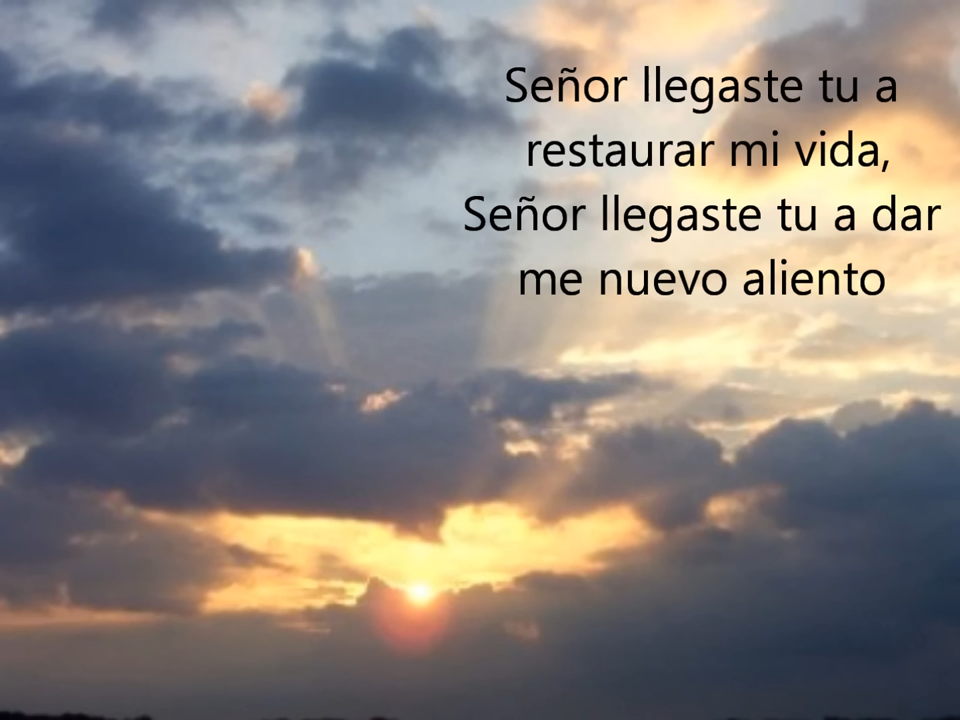 Señor llegaste tu a
restaurar mi vida,
Señor llegaste tu a dar
me nuevo aliento